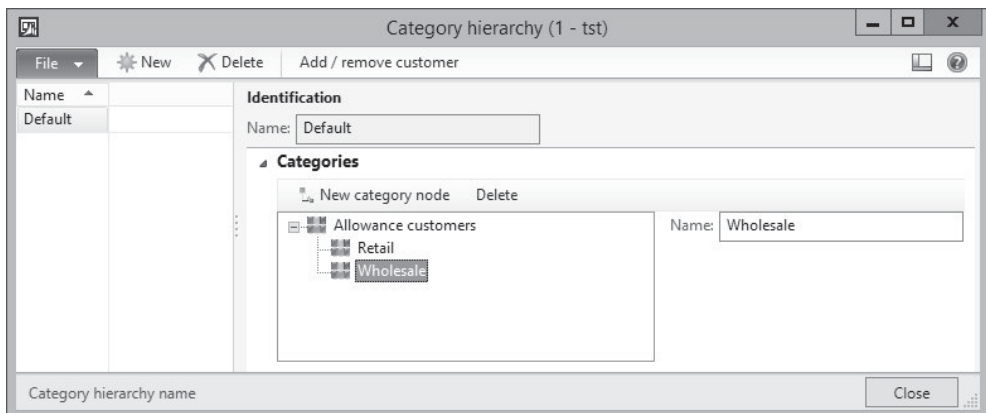 Category hierarchy (1 - tst)
File New Delete Add / remove customer
Name
Default
Identification
Name: Default
Categories
New category node Delete
Allowance customers
Retail
Wholesale
Name: Wholesale
Category hierarchy name
Close